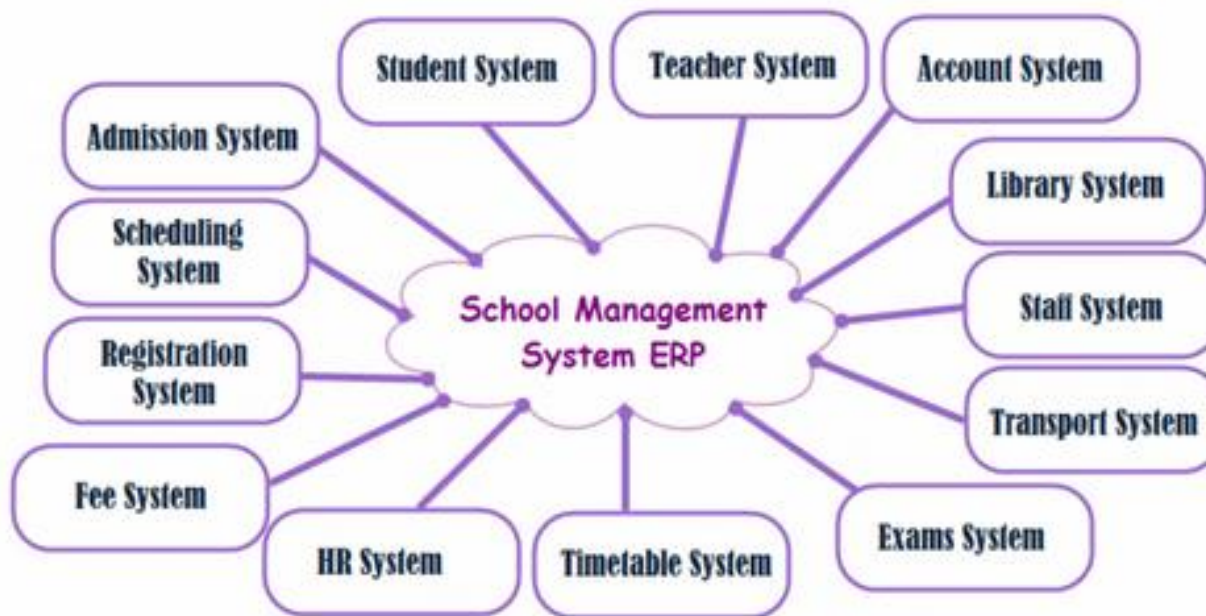 Student System
Teacher System
Account System
Admission System
Library System
Scheduling
System
School Management
System ERP
Staff System
Registration
System
Transport System
Fee System
HR System
Timetable System
Exams System